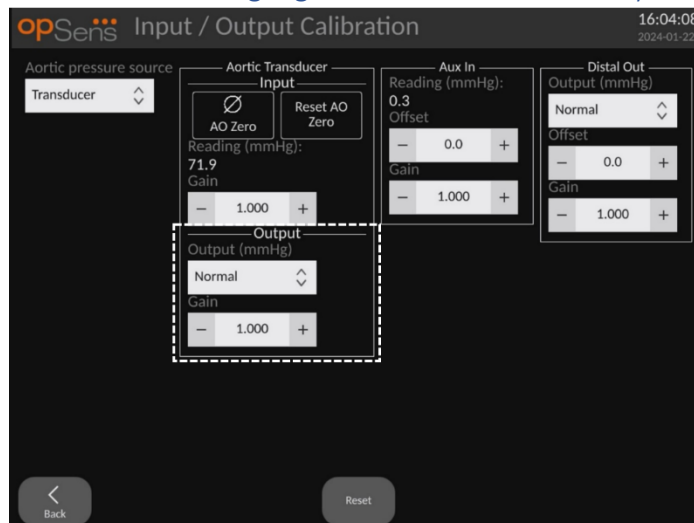 opSens Input / Output Calibration
16:04:08
2024-01-22
Aortic pressure source
Transducer
Aortic Transducer
Input
AO Zero
Reset AO
Zero
Reading (mmHg):
71.9
Gain
− 1.000 +
Output
Output (mmHg)
Normal
Gain
− 1.000 +
Aux In
Reading (mmHg):
0.3
Offset
− 0.0 +
Gain
− 1.000 +
Distal Out
Output (mmHg)
Normal
Offset
− 0.0 +
Gain
− 1.000 +
Back
Reset